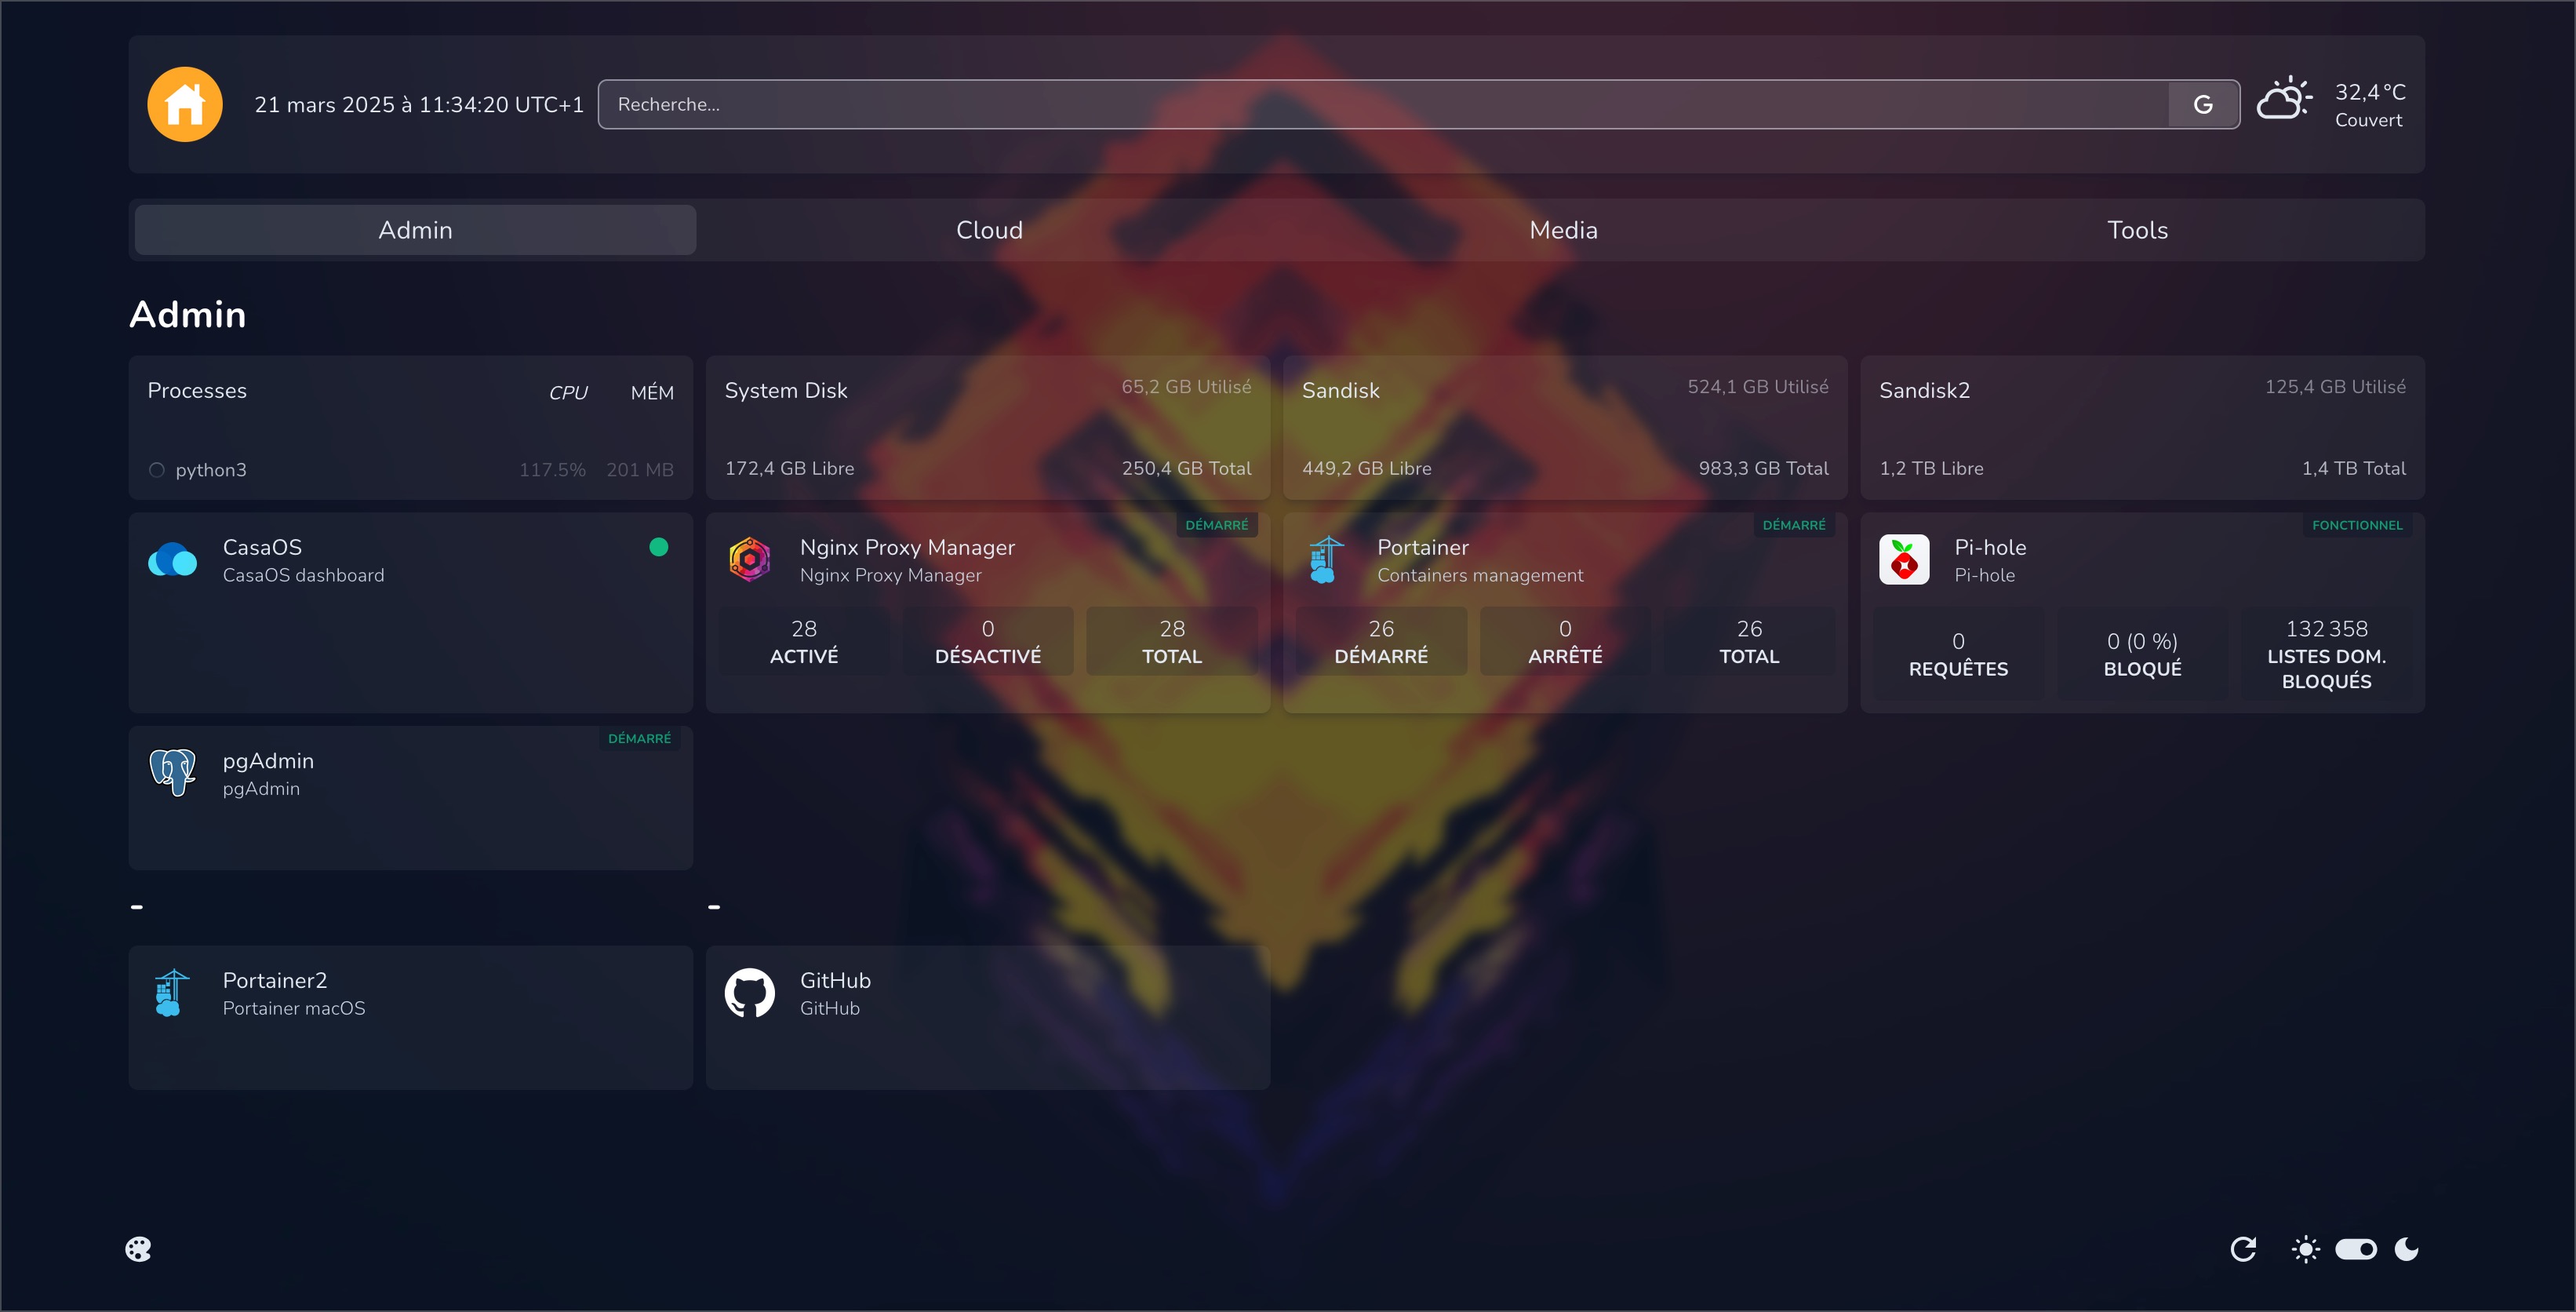 21 mars 2025 à 11:34:20 UTC+1
Recherche...
G
32,4 °C
Couvert
Admin
Cloud
Media
Tools
Admin
Processes
CPU
MÉM
python3
117.5%
201 MB
System Disk
65,2 GB Utilisé
172,4 GB Libre
250,4 GB Total
Sandisk
524,1 GB Utilisé
449,2 GB Libre
983,3 GB Total
Sandisk2
125,4 GB Utilisé
1,2 TB Libre
1,4 TB Total
CasaOS
CasaOS dashboard
DÉMARRÉ
Nginx Proxy Manager
Nginx Proxy Manager
28
ACTIVÉ
0
DÉSACTIVÉ
28
TOTAL
DÉMARRÉ
Portainer
Containers management
26
DÉMARRÉ
0
ARRÊTÉ
26
TOTAL
FONCTIONNEL
Pi-hole
Pi-hole
0
REQUÊTES
0 (0 %)
BLOQUÉ
132 358
LISTES DOM.
BLOQUÉS
DÉMARRÉ
pgAdmin
pgAdmin
-
-
Portainer2
Portainer macOS
GitHub
GitHub